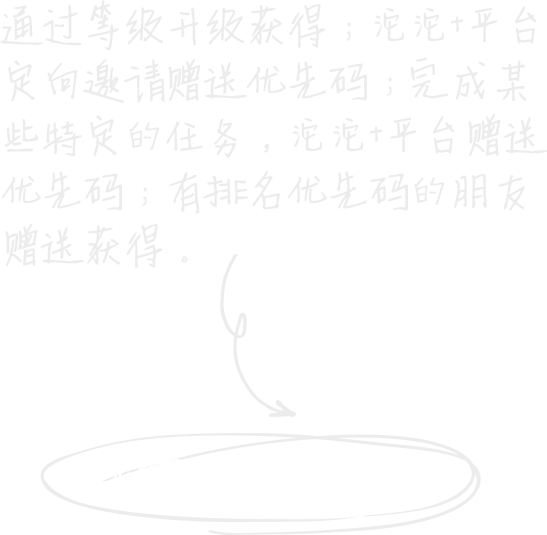 通过等级升级获得；沱沱+平台
定向邀请赠送优先码；完成某
些特定的任务，沱沱+平台赠送
优先码；有排名优先码的朋友
赠送获得。